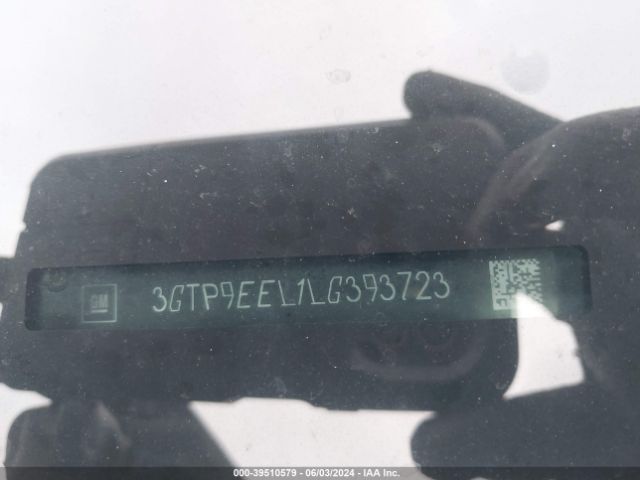 GM 3GTP9EEL1LG393723
000-39510579 - 06/03/2024 - IAA Inc.